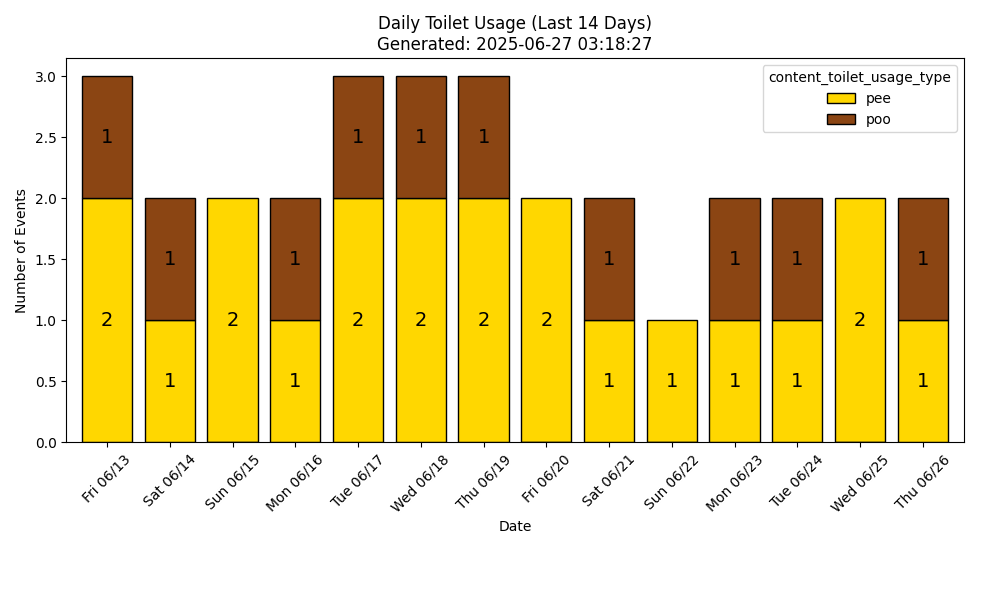 Daily Toilet Usage (Last 14 Days)
Generated: 2025-06-27 03:18:27
content_toilet_usage_type
pee
poo
Number of Events
3.0
2.5
2.0
1.5
1.0
0.5
0.0
1 1 1 1
1 1 1 1 1 1
2 2 2 2 2 2 2
1 1 1 1 1 1 1
Fri 06/13
Sat 06/14
Sun 06/15
Mon 06/16
Tue 06/17
Wed 06/18
Thu 06/19
Fri 06/20
Sat 06/21
Sun 06/22
Mon 06/23
Tue 06/24
Wed 06/25
Thu 06/26
Date